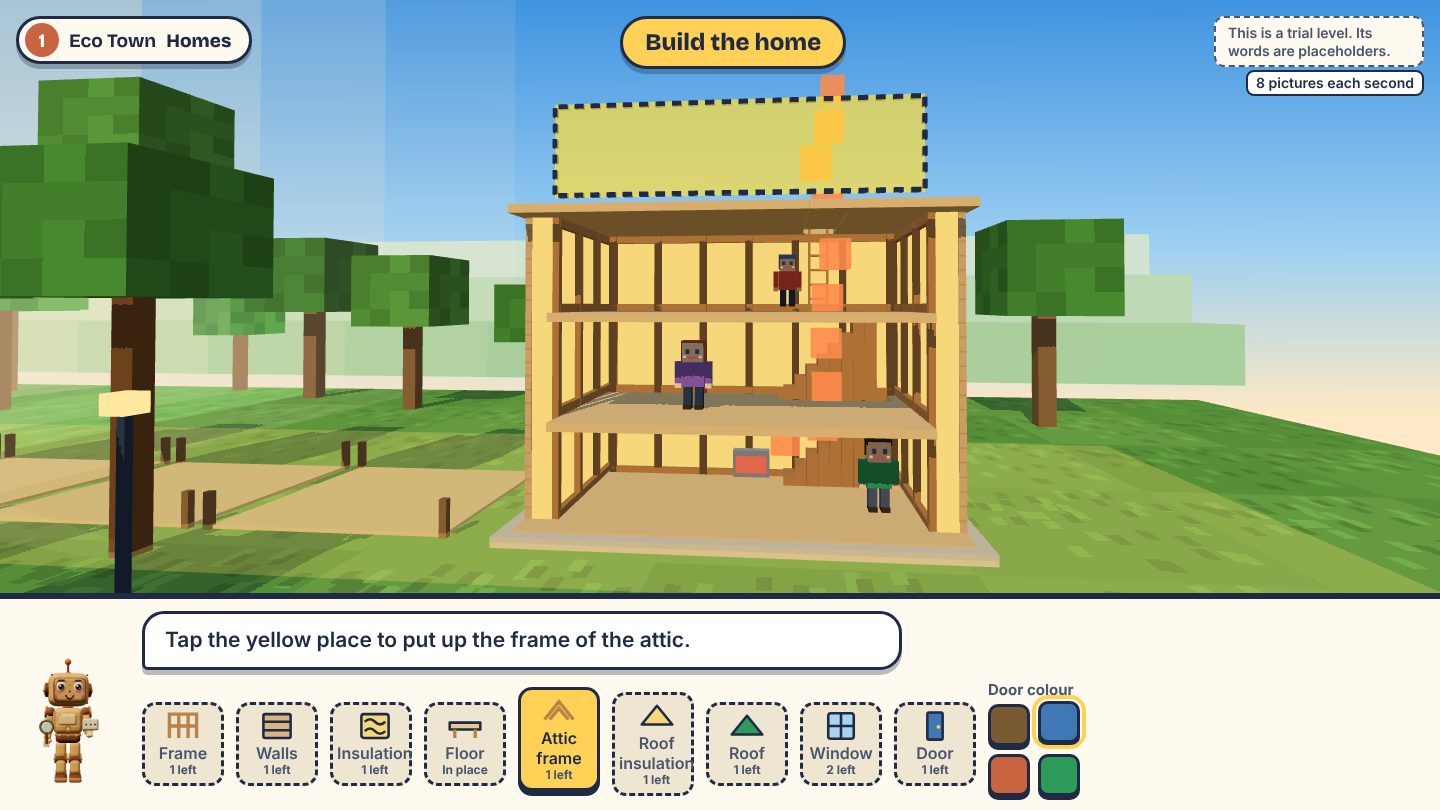 1 Eco Town Homes
Build the home
This is a trial level. Its
words are placeholders.
8 pictures each second
Tap the yellow place to put up the frame of the attic.
Frame
1 left
Walls
1 left
Insulation
1 left
Floor
In place
Attic
frame
1 left
Roof
insulation
1 left
Roof
1 left
Window
2 left
Door
1 left
Door colour